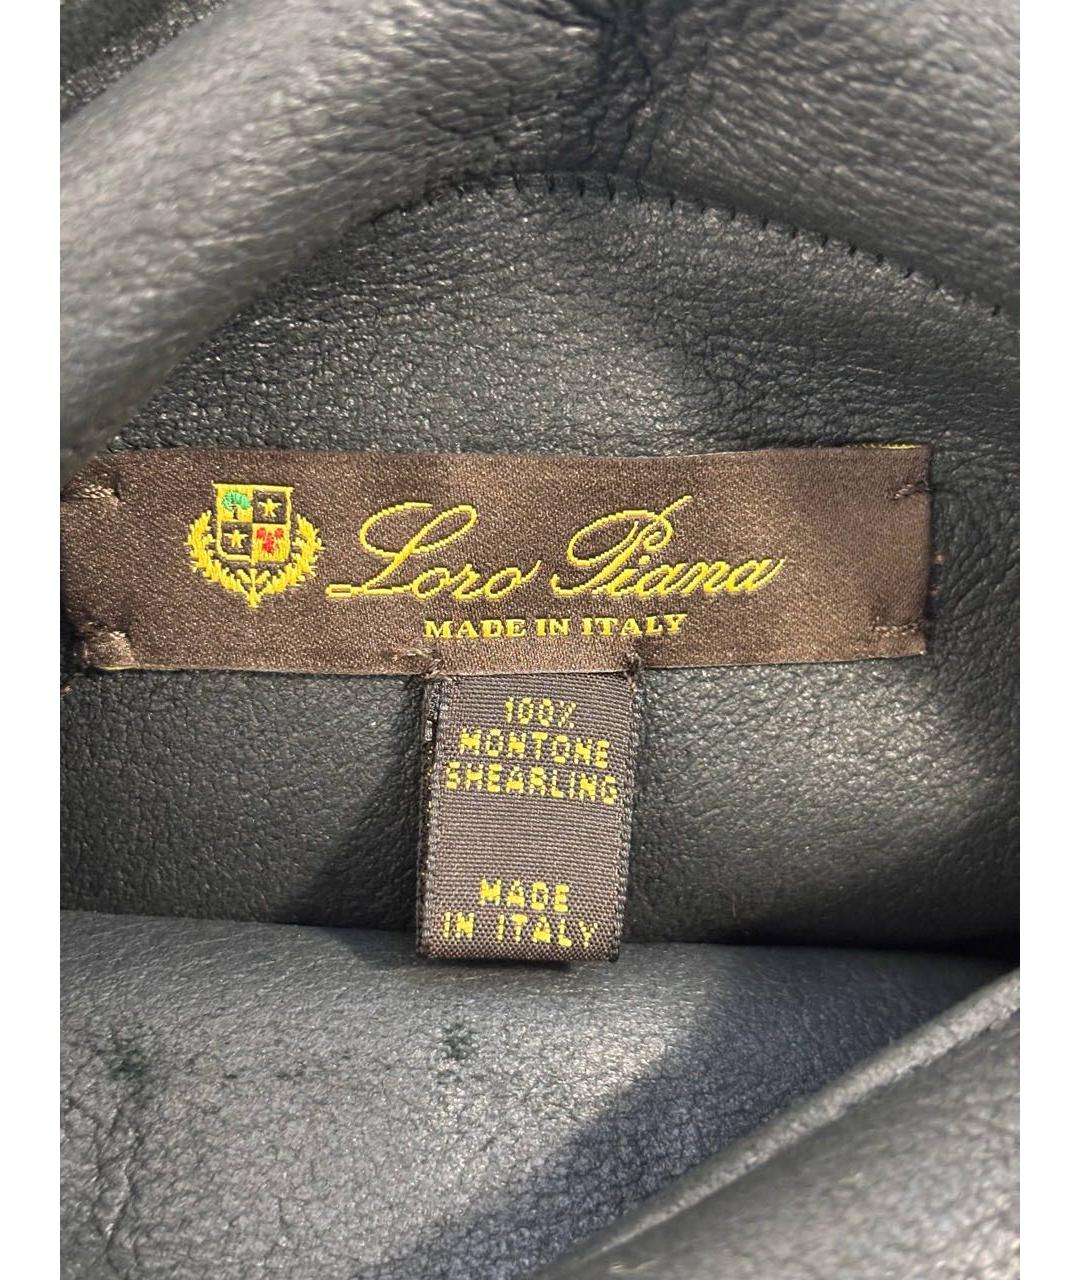 Loro Piana
MADE IN ITALY
100%
MONTONE
SHEARLING
MADE
IN ITALY